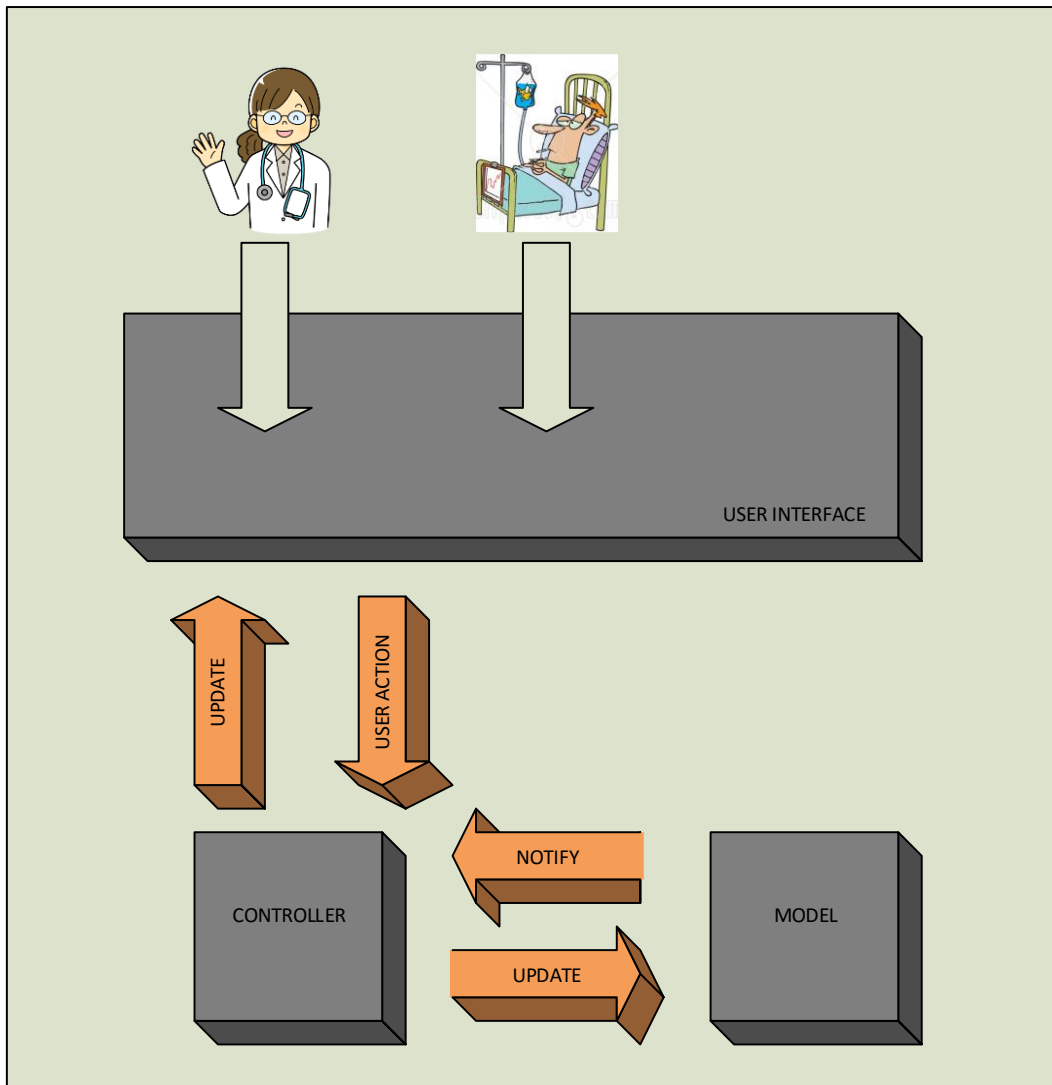 USER INTERFACE
UPDATE
USER ACTION
NOTIFY
CONTROLLER
MODEL
UPDATE